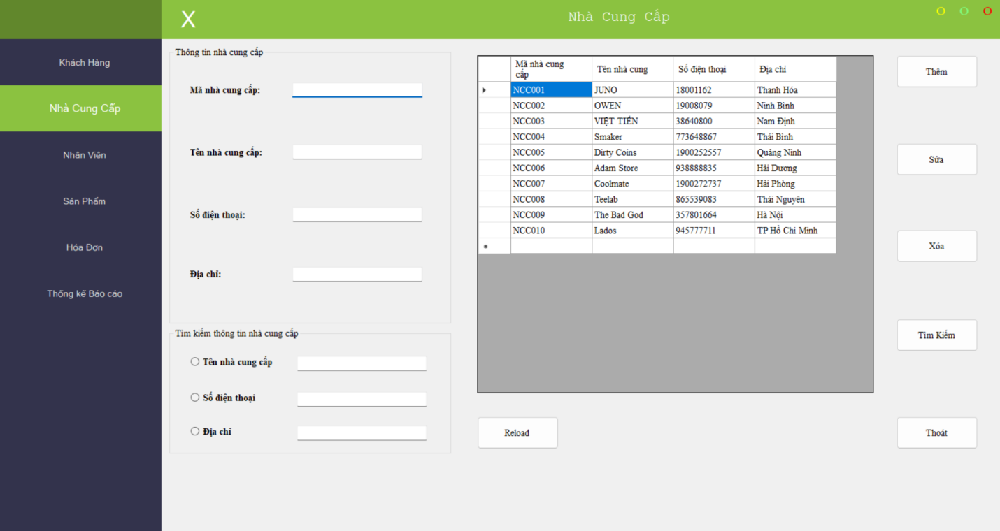 X
Nhà Cung Cấp
O O O
Khách Hàng
Nhà Cung Cấp
Nhân Viên
Sản Phẩm
Hóa Đơn
Thống kê Báo cáo
Thông tin nhà cung cấp
Mã nhà cung cấp:
Tên nhà cung cấp:
Số điện thoại:
Địa chỉ:
Tìm kiếm thông tin nhà cung cấp
Tên nhà cung cấp
Số điện thoại
Địa chỉ
Mã nhà cung
cấp
Tên nhà cung
Số điện thoại
Địa chỉ
NCC001 JUNO 18001162 Thanh Hóa
NCC002 OWEN 19008079 Ninh Bình
NCC003 VIỆT TIẾN 38640800 Nam Định
NCC004 Smaker 773648867 Thái Bình
NCC005 Dirty Coins 1900252557 Quảng Ninh
NCC006 Adam Store 938888835 Hải Dương
NCC007 Coolmate 1900272737 Hải Phòng
NCC008 Teelab 865539083 Thái Nguyên
NCC009 The Bad God 357801664 Hà Nội
NCC010 Lados 945777711 TP Hồ Chí Minh
Thêm
Sửa
Xóa
Tìm Kiếm
Reload
Thoát